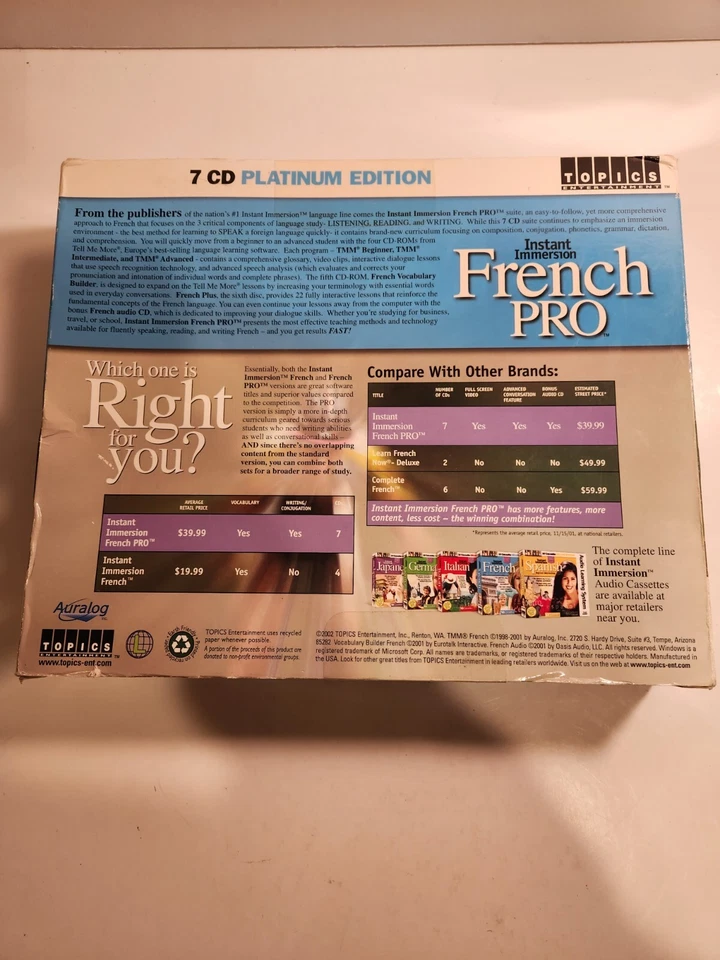 7 CD PLATINUM EDITION
TOPICS
ENTERTAINMENT™
From the publishers of the nation's #1 Instant Immersion™ language line comes the Instant Immersion French PRO™ suite, an easy-to-follow, yet more comprehensive
approach to French that focuses on the 3 critical components of language study- LISTENING, READING, and WRITING. While this 7 CD suite continues to emphasize an immersion
environment - the best method for learning to SPEAK a foreign language quickly- it contains brand-new curriculum focusing on composition, conjugation, phonetics, grammar, dictation,
and comprehension. You will quickly move from a beginner to an advanced student with the four CD-ROMs from
Tell Me More®, Europe's best-selling language learning software. Each program – TMM® Beginner, TMM®
Intermediate, and TMM® Advanced - contains a comprehensive glossary, video clips, interactive dialogue lessons
that use speech recognition technology, and advanced speech analysis (which evaluates and corrects your
pronunciation and intonation of individual words and complete phrases). The fifth CD-ROM, French Vocabulary
Builder, is designed to expand on the Tell Me More® lessons by increasing your terminology with essential words
used in everyday conversations. French Plus, the sixth disc, provides 22 fully interactive lessons that reinforce the
fundamental concepts of the French language. You can even continue your lessons away from the computer with the
bonus French audio CD, which is dedicated to improving your dialogue skills. Whether you're studying for business,
travel, or school, Instant Immersion French PRO™ presents the most effective teaching methods and technology
available for fluently speaking, reading, and writing French – and you get results FAST!
Instant
Immersion
French
PRO™
Which one is
Right
for
you?
Essentially, both the Instant
Immersion™ French and French
PRO™ versions are great software
titles and superior values compared
to the competition. The PRO
version is simply a more in-depth
curriculum geared towards serious
students who need writing abilities
as well as conversational skills –
AND since there's no overlapping
content from the standard
version, you can combine both
sets for a broader range of study.
AVERAGE RETAIL PRICE VOCABULARY WRITING/CONJUGATION
Instant Immersion French PRO™ $39.99 Yes Yes 7
Instant Immersion French™ $19.99 Yes No 4
Compare With Other Brands:
TITLE NUMBER OF CDs FULL SCREEN VIDEO ADVANCED CONVERSATION FEATURE BONUS AUDIO CD ESTIMATED STREET PRICE*
Instant Immersion French PRO™ 7 Yes Yes Yes $39.99
Learn French Now®- Deluxe 2 No No No $49.99
Complete French™ 6 No No Yes $59.99
Instant Immersion French PRO™ has more features, more
content, less cost – the winning combination!
*Represents the average retail price, 11/15/01, at national retailers.
Italian
French
Spanish
Audio Learning System
The complete line
of Instant
Immersion™
Audio Cassettes
are available at
major retailers
near you.
Auralog
TOPICS
ENTERTAINMENT™
www.topics-ent.com
TOPICS Entertainment uses recycled
paper whenever possible.
A portion of the proceeds of this product are
donated to non-profit environmental groups.
©2002 TOPICS Entertainment, Inc., Renton, WA. TMM® French ©1998-2001 by Auralog, Inc. 2720 S. Hardy Drive, Suite #3, Tempe, Arizona
85282. Vocabulary Builder French ©2001 by Eurotalk Interactive. French Audio ©2001 by Oasis Audio, LLC. All rights reserved. Windows is a
registered trademark of Microsoft Corp. All names are trademarks, or registered trademarks of their respective holders. Manufactured in
the USA. Look for other great titles from TOPICS Entertainment in leading retailers worldwide. Visit us on the web at www.topics-ent.com